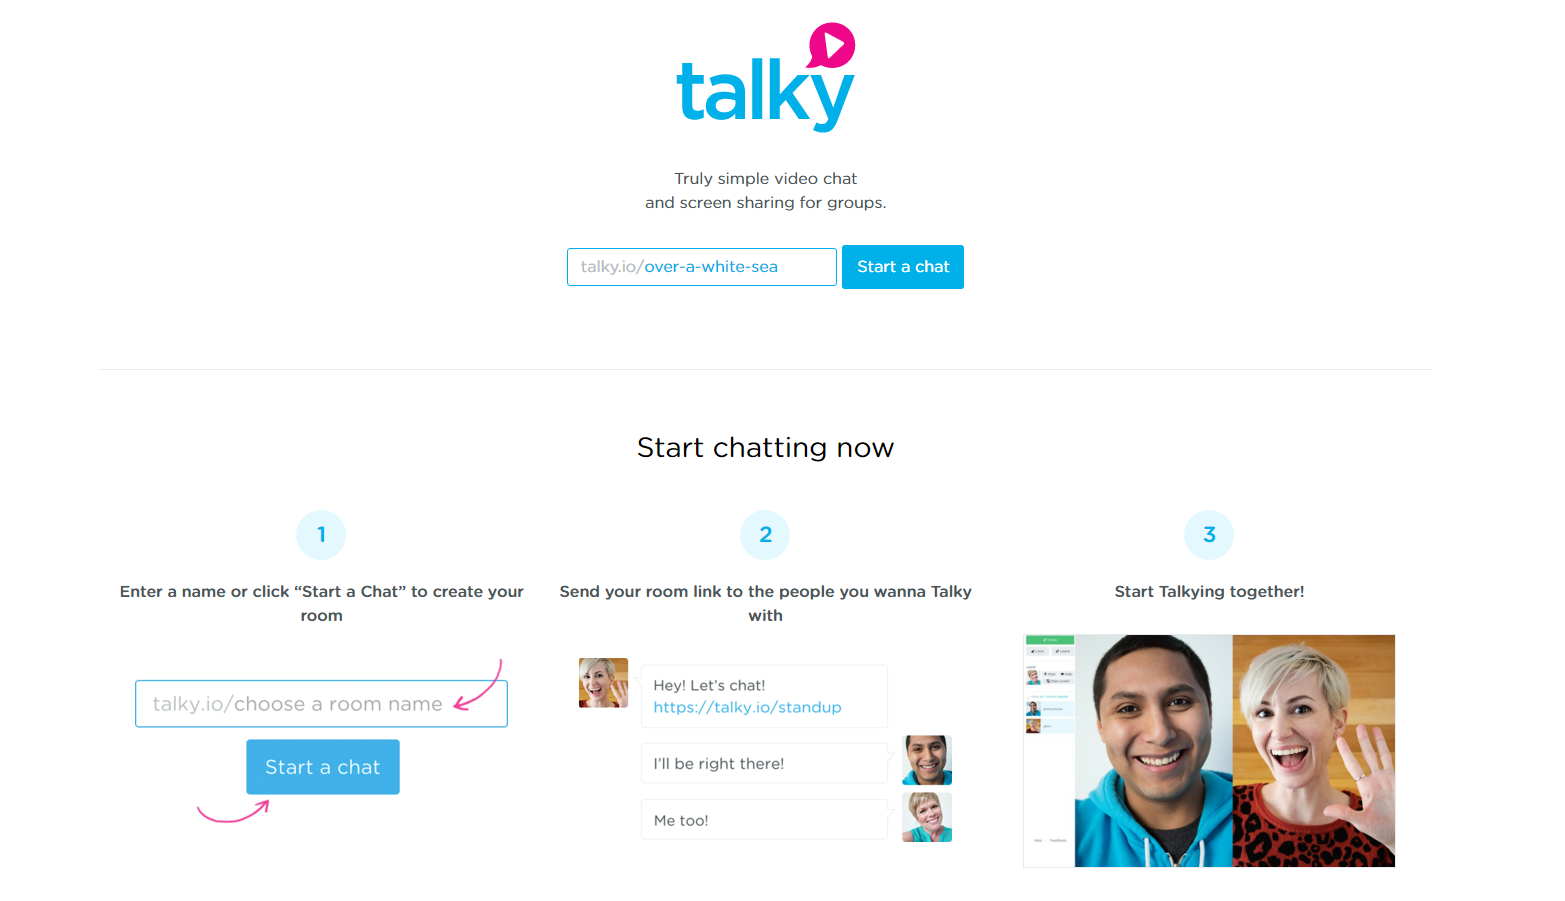 talky
Truly simple video chat
and screen sharing for groups.
talky.io/over-a-white-sea
Start a chat
Start chatting now
1
Enter a name or click “Start a Chat” to create your
room
talky.io/choose a room name
Start a chat
2
Send your room link to the people you wanna Talky
with
Hey! Let’s chat!
https://talky.io/standup
I’ll be right there!
Me too!
3
Start Talkying together!
Help
Feedback